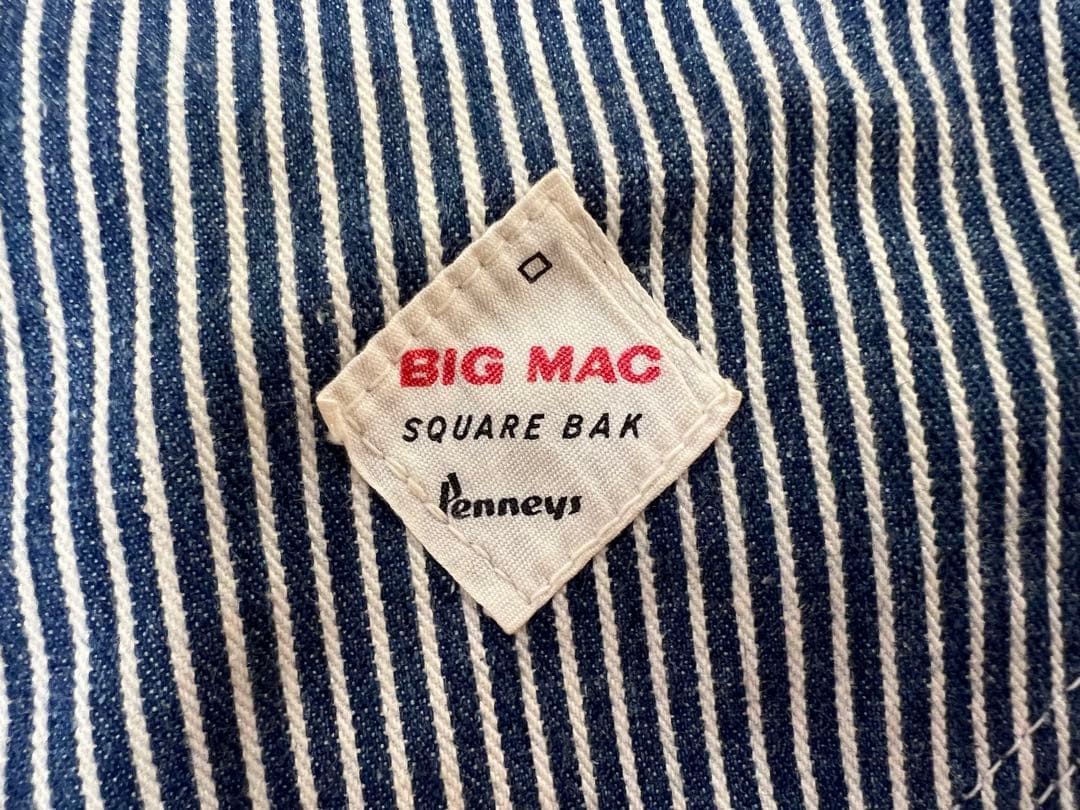 BIG MAC
SQUARE BAK
Penneys